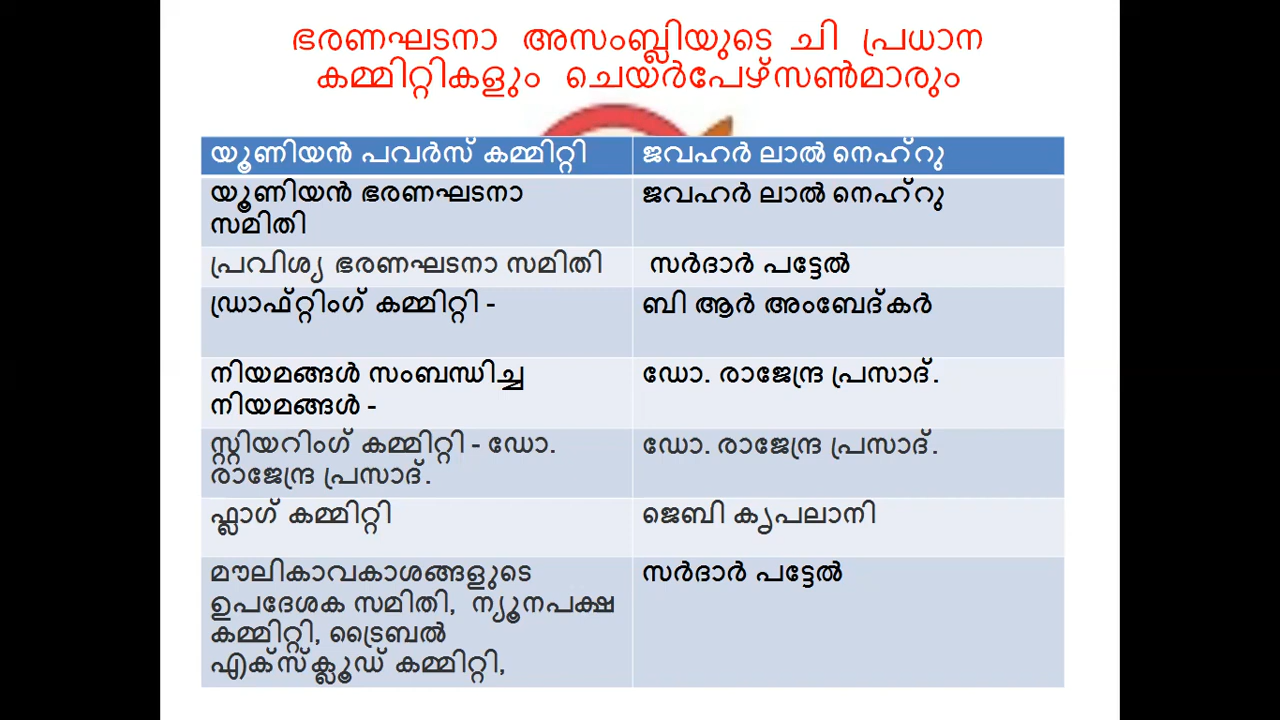 ഭരണഘടനാ അസംബ്ലിയുടെ ചി പ്രധാന
കമ്മിറ്റികളും ചെയർപേഴ്സൺമാരും
യൂണിയൻ പവർസ് കമ്മിറ്റി ജവഹർ ലാൽ നെഹ്റു
യൂണിയൻ ഭരണഘടനാ ജവഹർ ലാൽ നെഹ്റു
സമിതി
പ്രവിശ്യ ഭരണഘടനാ സമിതി സർദാർ പട്ടേൽ
ഡ്രാഫ്റ്റിംഗ് കമ്മിറ്റി - ബി ആർ അംബേദ്കർ
നിയമങ്ങൾ സംബന്ധിച്ച ഡോ. രാജേന്ദ്ര പ്രസാദ്.
നിയമങ്ങൾ -
സ്റ്റിയറിംഗ് കമ്മിറ്റി - ഡോ. ഡോ. രാജേന്ദ്ര പ്രസാദ്.
രാജേന്ദ്ര പ്രസാദ്.
ഫ്ലാഗ് കമ്മിറ്റി ജെബി കൃപലാനി
മൗലികാവകാശങ്ങളുടെ സർദാർ പട്ടേൽ
ഉപദേശക സമിതി, ന്യൂനപക്ഷ
കമ്മിറ്റി, ട്രൈബൽ
എക്സ്ക്ലൂഡ് കമ്മിറ്റി,